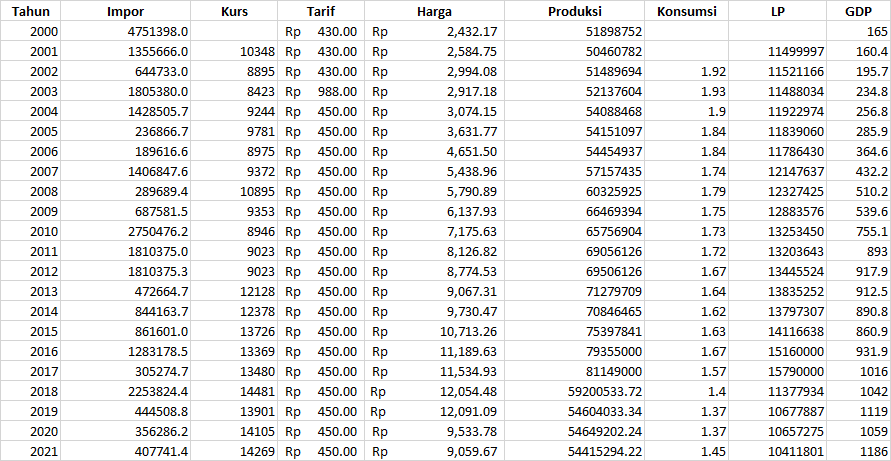 Tahun Impor Kurs Tarif Harga Produksi Konsumsi LP GDP
2000 4751398.0 Rp 430.00 Rp 2,432.17 51898752 165
2001 1355666.0 10348 Rp 430.00 Rp 2,584.75 50460782 11499997 160.4
2002 644733.0 8895 Rp 430.00 Rp 2,994.08 51489694 1.92 11521166 195.7
2003 1805380.0 8423 Rp 988.00 Rp 2,917.18 52137604 1.93 11488034 234.8
2004 1428505.7 9244 Rp 450.00 Rp 3,074.15 54088468 1.9 11922974 256.8
2005 236866.7 9781 Rp 450.00 Rp 3,631.77 54151097 1.84 11839060 285.9
2006 189616.6 8975 Rp 450.00 Rp 4,651.50 54454937 1.84 11786430 364.6
2007 1406847.6 9372 Rp 450.00 Rp 5,438.96 57157435 1.74 12147637 432.2
2008 289689.4 10895 Rp 450.00 Rp 5,790.89 60325925 1.79 12327425 510.2
2009 687581.5 9353 Rp 450.00 Rp 6,137.93 66469394 1.75 12883576 539.6
2010 2750476.2 8946 Rp 450.00 Rp 7,175.63 65756904 1.73 13253450 755.1
2011 1810375.0 9023 Rp 450.00 Rp 8,126.82 69056126 1.72 13203643 893
2012 1810375.3 9023 Rp 450.00 Rp 8,774.53 69506126 1.67 13445524 917.9
2013 472664.7 12128 Rp 450.00 Rp 9,067.31 71279709 1.64 13835252 912.5
2014 844163.7 12378 Rp 450.00 Rp 9,730.47 70846465 1.62 13797307 890.8
2015 861601.0 13726 Rp 450.00 Rp 10,713.26 75397841 1.63 14116638 860.9
2016 1283178.5 13369 Rp 450.00 Rp 11,189.63 79355000 1.67 15160000 931.9
2017 305274.7 13480 Rp 450.00 Rp 11,534.93 81149000 1.57 15790000 1016
2018 2253824.4 14481 Rp 450.00 Rp 12,054.48 59200533.72 1.4 11377934 1042
2019 444508.8 13901 Rp 450.00 Rp 12,091.09 54604033.34 1.37 10677887 1119
2020 356286.2 14105 Rp 450.00 Rp 9,533.78 54649202.24 1.37 10657275 1059
2021 407741.4 14269 Rp 450.00 Rp 9,059.67 54415294.22 1.45 10411801 1186